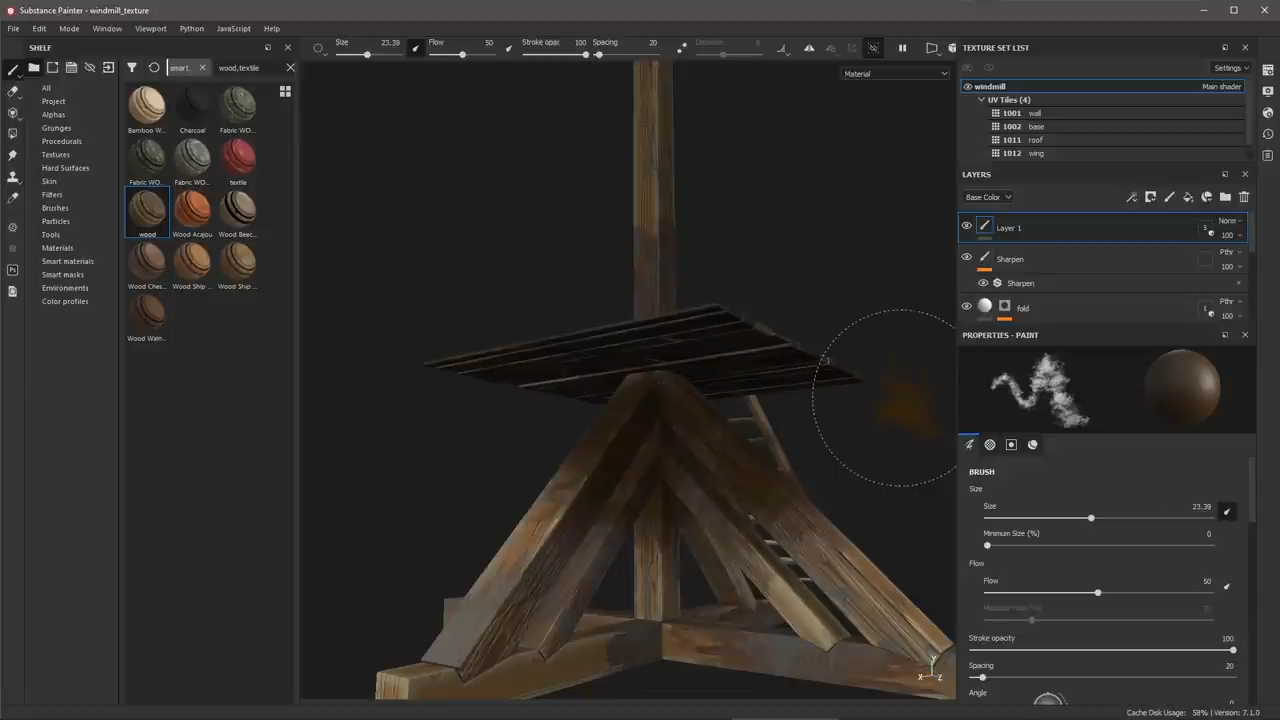 Substance Painter - windmill_texture
File Edit Mode Window Viewport Python JavaScript Help
SHELF
Size 23.39 Flow 50 Stroke opac 100 Spacing 20 Distance 8
smart... wood,textile
Material
All
Project
Alphas
Grunges
Procedurals
Textures
Hard Surfaces
Skin
Filters
Brushes
Particles
Tools
Materials
Smart materials
Smart masks
Environments
Color profiles
Bamboo W... Charcoal Fabric WO...
Fabric WO... Fabric WO... textile
wood Wood Acajou Wood Beec...
Wood Ches... Wood Ship ... Wood Ship ...
Wood Waln...
Y
X Z
TEXTURE SET LIST
Settings
windmill Main shader
UV Tiles (4)
1001 wall
1002 base
1011 roof
1012 wing
LAYERS
Base Color
Layer 1 Norm 100
Sharpen Pthr 100
Sharpen
fold Pthr 100
PROPERTIES - PAINT
BRUSH
Size
Size 23.39
Minimum Size (%) 0
Flow
Flow 50
Stroke opacity 100
Spacing 20
Angle
Cache Disk Usage: 58% | Version: 7.1.0